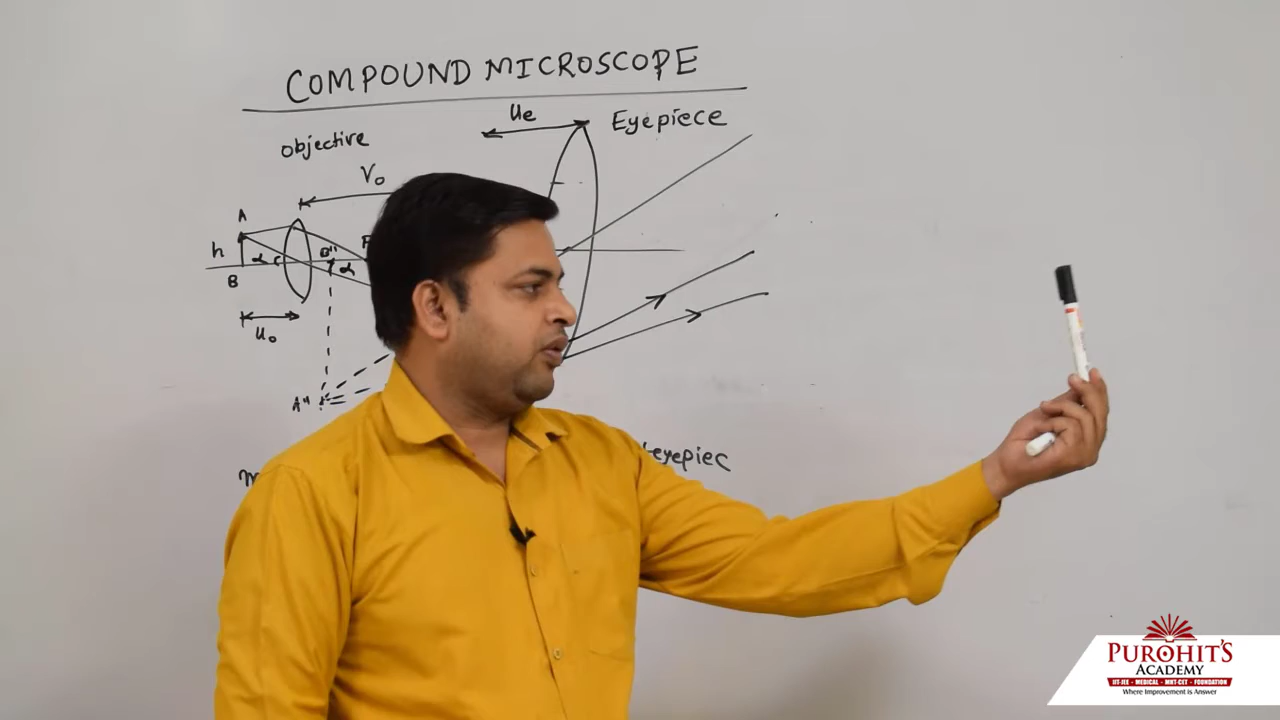 COMPOUND MICROSCOPE
ue
Eyepiece
objective
Vo
A
h
α
B"
α
B
uo
A"
eyepiec
PUROHIT'S
ACADEMY
IIT-JEE - MEDICAL - MHT-CET - FOUNDATION
Where Improvement is Answer